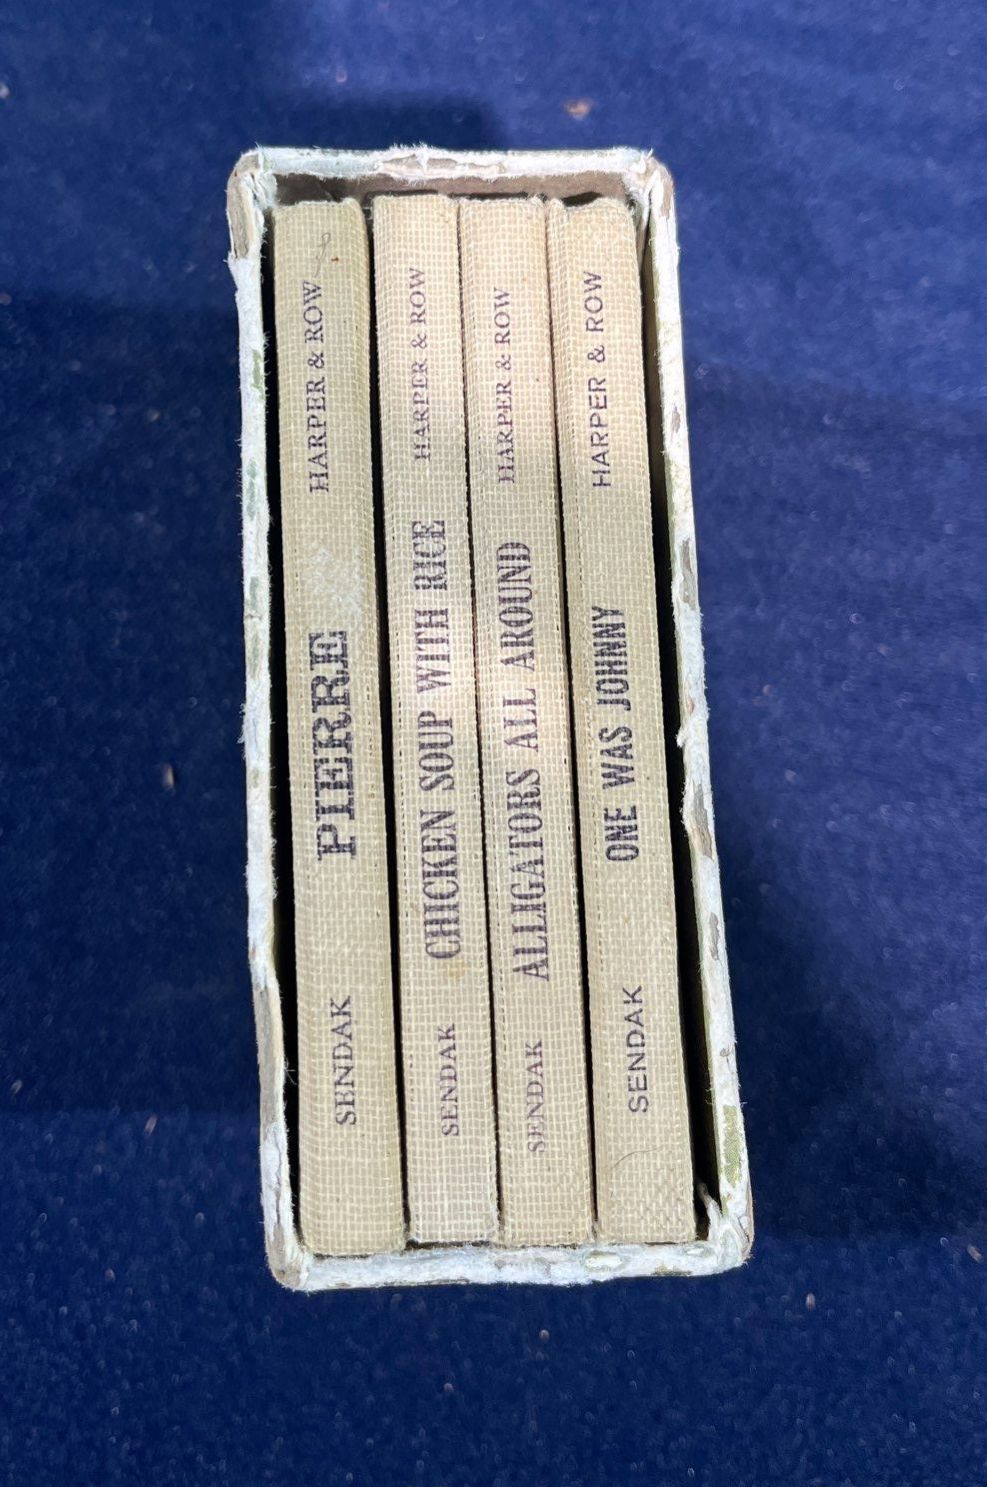 SENDAK PIERRE HARPER & ROW
SENDAK CHICKEN SOUP WITH RICE HARPER & ROW
SENDAK ALLIGATORS ALL AROUND HARPER & ROW
SENDAK ONE WAS JOHNNY HARPER & ROW